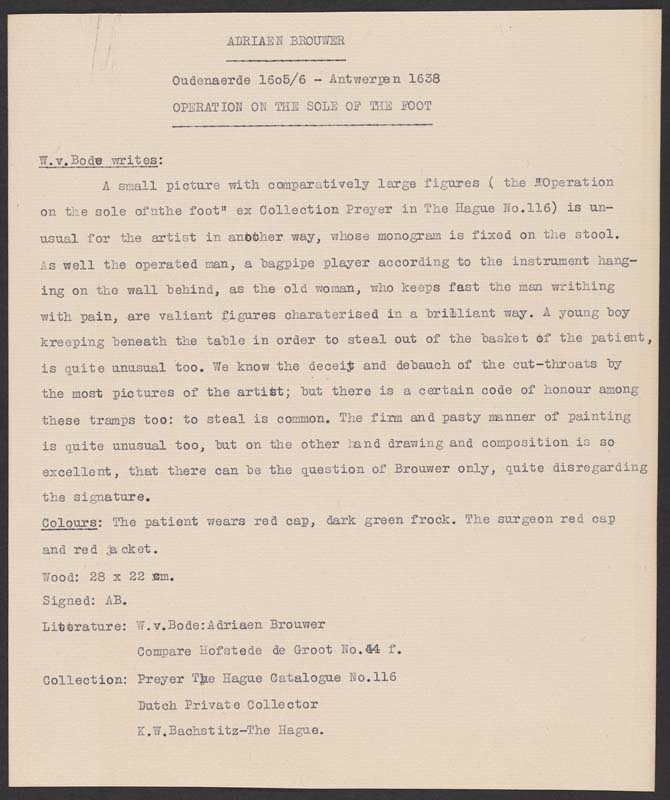 ADRIAEN BROUWER
Oudenaerde 16o5/6 - Antwerpen 1638
OPERATION ON THE SOLE OF THE FOOT
W.v.Bode writes:
A small picture with comparatively large figures ( the "Operation
on the sole ofnthe foot" ex Collection Preyer in The Hague No.116) is un-
usual for the artist in another way, whose monogram is fixed on the stool.
As well the operated man, a bagpipe player according to the instrument hang-
ing on the wall behind, as the old woman, who keeps fast the man writhing
with pain, are valiant figures charaterised in a brilliant way. A young boy
kreeping beneath the table in order to steal out of the basket of the patient,
is quite unusual too. We know the deceit and debauch of the cut-throats by
the most pictures of the artist; but there is a certain code of honour among
these tramps too: to steal is common. The firm and pasty manner of painting
is quite unusual too, but on the other hand drawing and composition is so
excellent, that there can be the question of Brouwer only, quite disregarding
the signature.
Colours: The patient wears red cap, dark green frock. The surgeon red cap
and red jacket.
Wood: 28 x 22 cm.
Signed: AB.
Literature: W.v.Bode:Adriaen Brouwer
Compare Hofstede de Groot No.44 f.
Collection: Preyer The Hague Catalogue No.116
Dutch Private Collector
K.W.Bachstitz-The Hague.